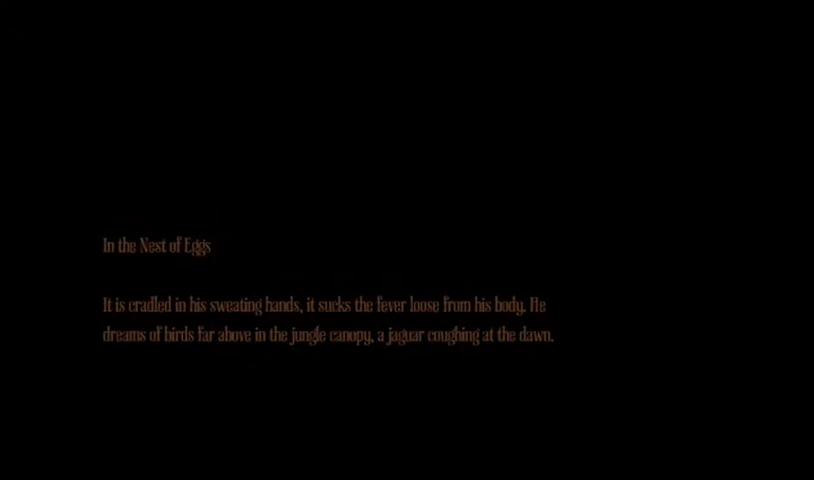 In the Nest of Eggs
It is cradled in his sweating hands, it sucks the fever loose from his body. He
dreams of birds far above in the jungle canopy, a jaguar coughing at the dawn.